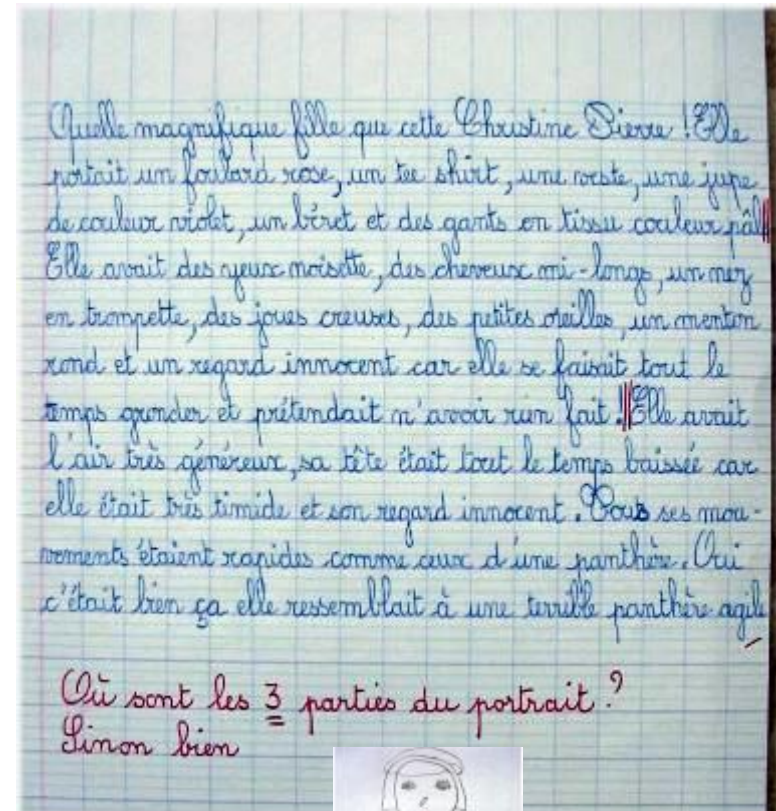 Quelle magnifique fille que cette Christine Pierre ! Elle
portait un foulard rose, un tee shirt, une veste, une jupe
de couleur violet, un béret et des gants en tissu couleur pâle
Elle avait des yeux noisette, des cheveux mi-longs, un nez
en trompette, des joues creuses, des petites oreilles, un menton
rond et un regard innocent car elle se faisait tout le
temps gronder et prétendait n'avoir rien fait ! Elle avait
l'air très généreux, sa tête était tout le temps baissée car
elle était très timide et son regard innocent. Tous ses mou-
vements étaient rapides comme ceux d'une panthère. Oui
c'était bien ça elle ressemblait à une terrible panthère agile
Où sont les 3 parties du portrait ?
Sinon bien